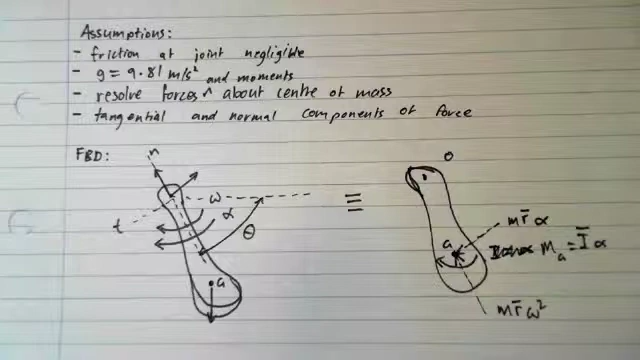 Assumptions:
- friction at joint negligible
- g = 9.81 m/s² and moments
- resolve forces ^ about centre of mass
- tangential and normal components of force
FBD:
n
t
ω
α
θ
G
≡
O
G
mr̄α
M_G = Īα
mr̄ω²